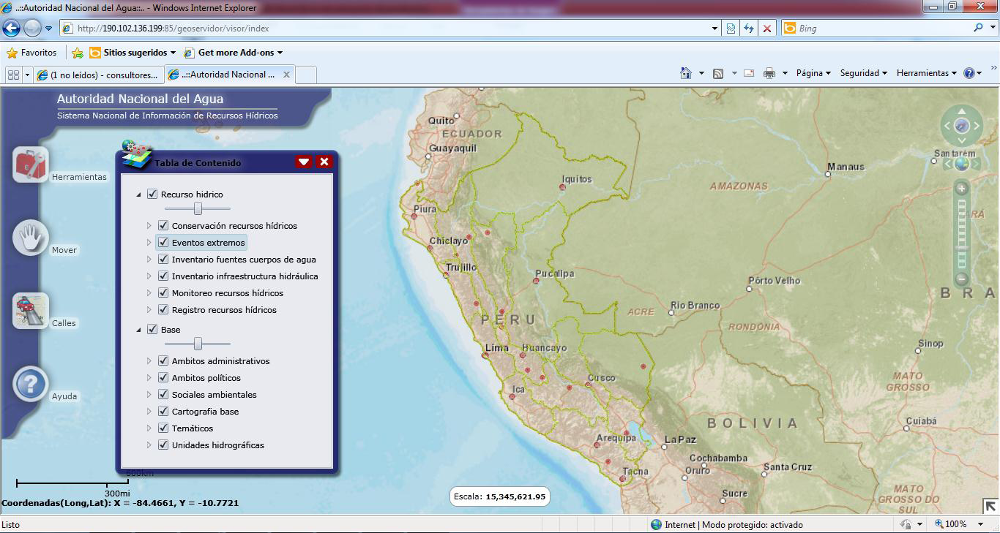 ..::Autoridad Nacional del Agua::.. - Windows Internet Explorer
http://190.102.136.199:85/geoservidor/visor/index
Bing
Favoritos
Sitios sugeridos
Get more Add-ons
(1 no leídos) - consultores...
..::Autoridad Nacional ...
Página
Seguridad
Herramientas
Autoridad Nacional del Agua
Sistema Nacional de Información de Recursos Hídricos
Herramientas
Mover
Calles
Ayuda
Tabla de Contenido
Recurso hidrico
Conservación recursos hídricos
Eventos extremos
Inventario fuentes cuerpos de agua
Inventario infraestructura hidráulica
Monitoreo recursos hídricos
Registro recursos hídricos
Base
Ambitos administrativos
Ambitos políticos
Sociales ambientales
Cartografia base
Temáticos
Unidades hidrográficas
Quito
ECUADOR
Guayaquil
Iquitos
Piura
Chiclayo
Trujillo
Pucallpa
PERU
Lima
Huancayo
Ica
Cusco
Arequipa
Tacna
Manaus
Santarém
AMAZONAS
ARÁ
Pôrto Velho
BRA
ACRE
Rio Branco
RONDÔNIA
Sinop
MATO
GROSSO
BOLIVIA
Cuiabá
La Paz
Cochabamba
Oruro
Santa Cruz
Sucre
MATO
GROSSO DO
SUL
600km
300mi
Coordenadas(Long,Lat): X = -84.4661, Y = -10.7721
Escala: 15,345,621.95
Listo
Internet | Modo protegido: activado
100%